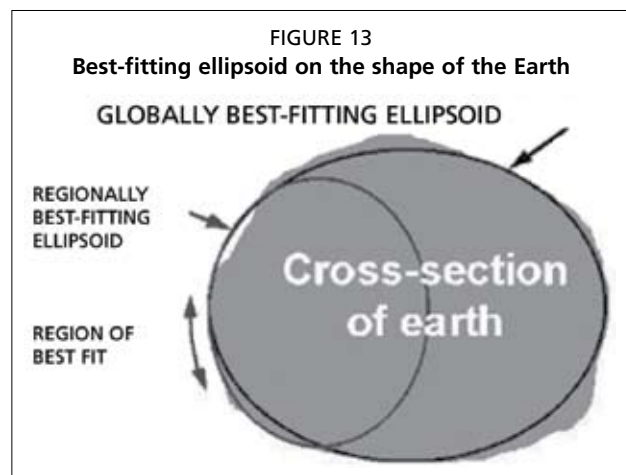 FIGURE 13
Best-fitting ellipsoid on the shape of the Earth
GLOBALLY BEST-FITTING ELLIPSOID
REGIONALLY
BEST-FITTING
ELLIPSOID
Cross-section
of earth
REGION OF
BEST FIT